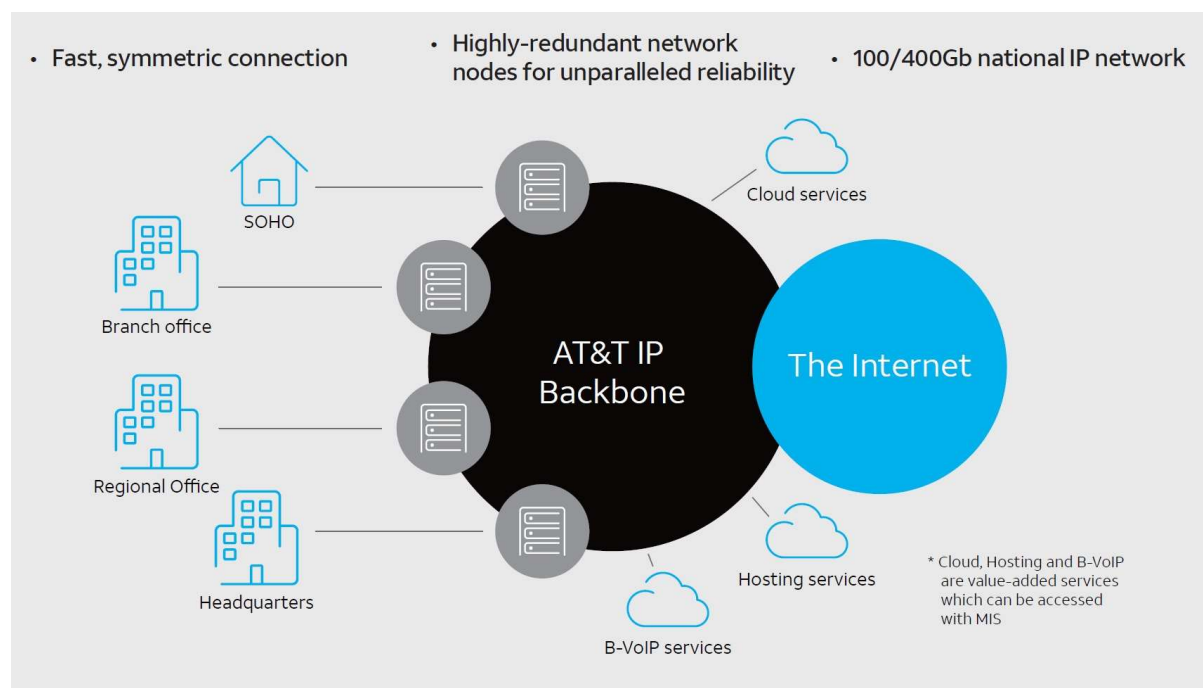 • Fast, symmetric connection
• Highly-redundant network
nodes for unparalleled reliability
• 100/400Gb national IP network
SOHO
Cloud services
Branch office
AT&T IP
Backbone
The Internet
Regional Office
Headquarters
Hosting services
B-VoIP services
* Cloud, Hosting and B-VoIP
are value-added services
which can be accessed
with MIS